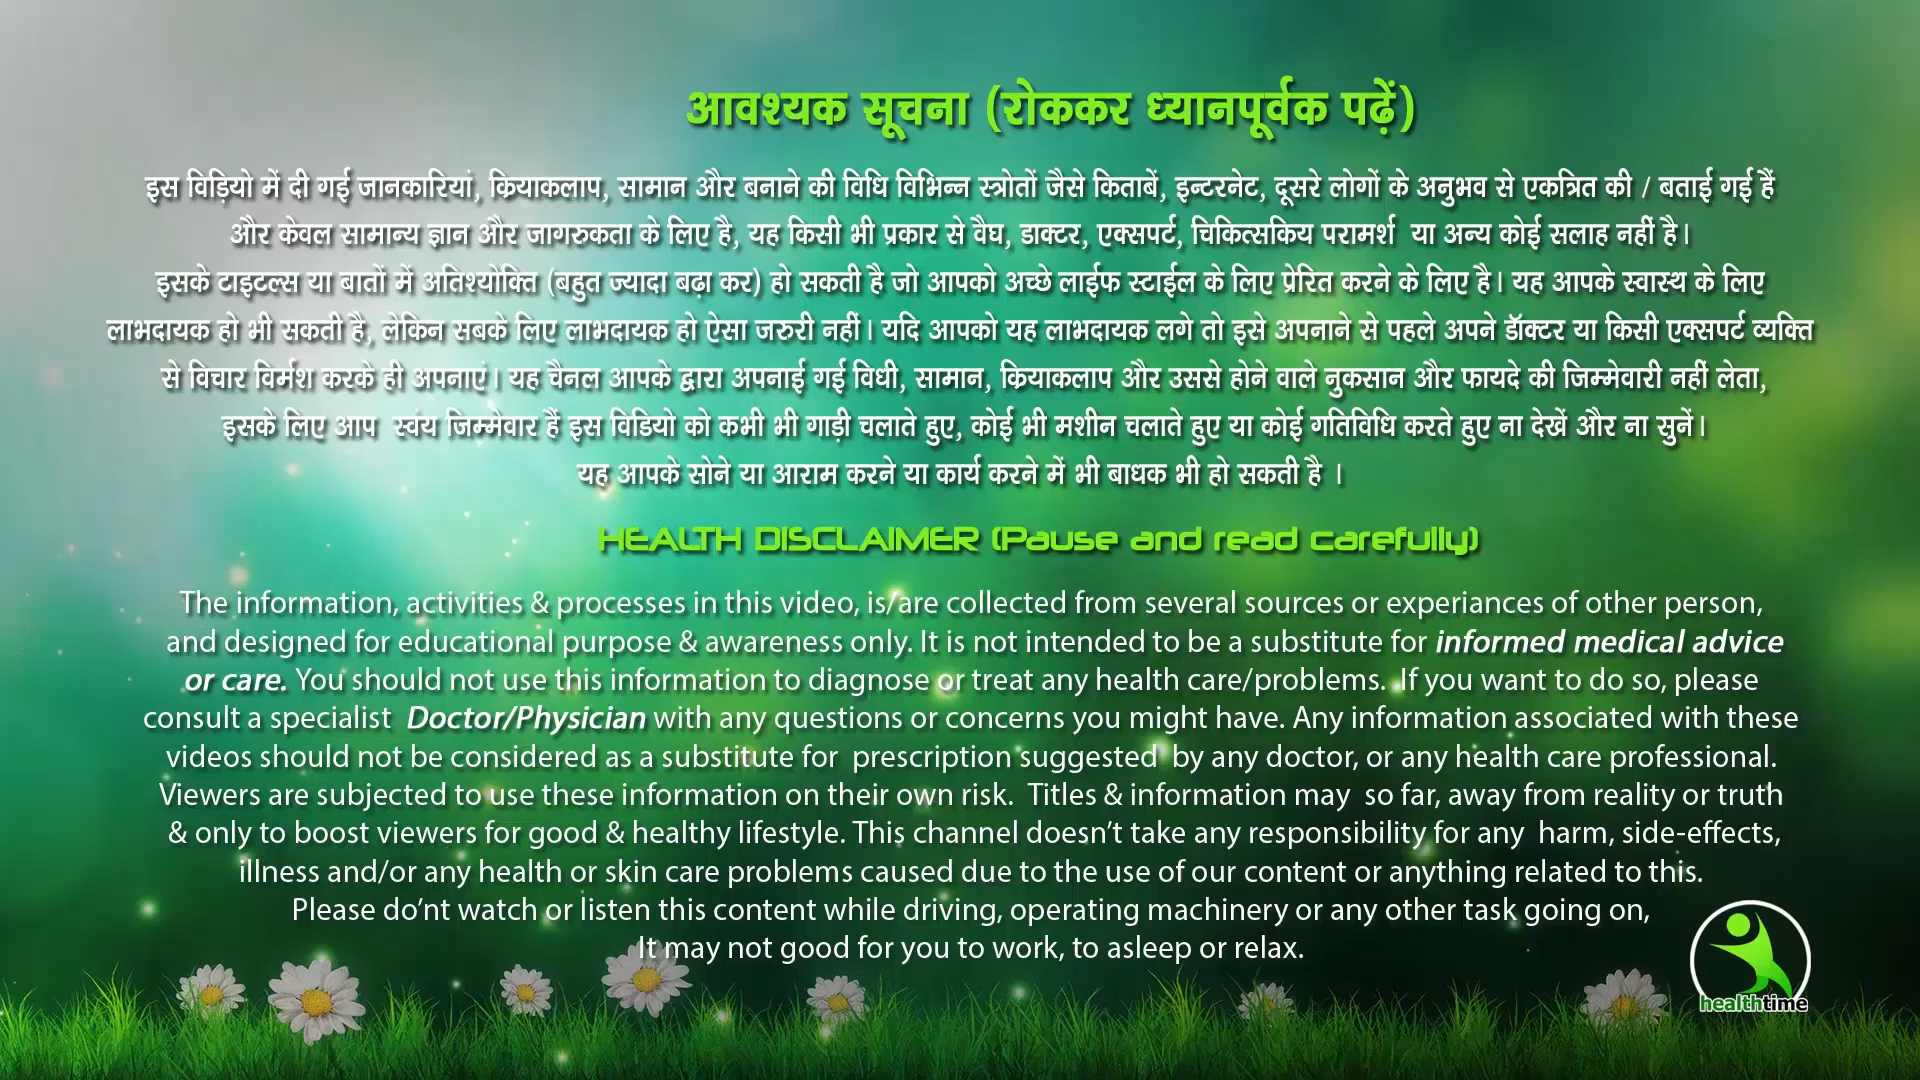 आवश्यक सूचना (रोककर ध्यानपूर्वक पढ़ें)
इस विड़ियो में दी गई जानकारियां, क्रियाकलाप, सामान और बनाने की विधि विभिन्न स्त्रोतों जैसे किताबें, इन्टरनेट, दूसरे लोगों के अनुभव से एकत्रित की / बताई गई हैं
और केवल सामान्य ज्ञान और जागरुकता के लिए है, यह किसी भी प्रकार से वैघ, डाक्टर, एक्सपर्ट, चिकित्सकिय परामर्श या अन्य कोई सलाह नहीं है।
इसके टाइटल्स या बातों में अतिश्योक्ति (बहुत ज्यादा बढ़ा कर) हो सकती है जो आपको अच्छे लाईफ स्टाईल के लिए प्रेरित करने के लिए है। यह आपके स्वास्थ के लिए
लाभदायक हो भी सकती है, लेकिन सबके लिए लाभदायक हो ऐसा जरुरी नहीं। यदि आपको यह लाभदायक लगे तो इसे अपनाने से पहले अपने डॉक्टर या किसी एक्सपर्ट व्यक्ति
से विचार विर्मश करके ही अपनाएं। यह चैनल आपके द्वारा अपनाई गई विधी, सामान, क्रियाकलाप और उससे होने वाले नुकसान और फायदे की जिम्मेवारी नहीं लेता,
इसके लिए आप स्वंय जिम्मेवार हैं इस विडियो को कभी भी गाड़ी चलाते हुए, कोई भी मशीन चलाते हुए या कोई गतिविधि करते हुए ना देखें और ना सुनें।
यह आपके सोने या आराम करने या कार्य करने में भी बाधक भी हो सकती है ।
HEALTH DISCLAIMER (Pause and read carefully)
The information, activities & processes in this video, is/are collected from several sources or experiances of other person,
and designed for educational purpose & awareness only. It is not intended to be a substitute for informed medical advice
or care. You should not use this information to diagnose or treat any health care/problems. If you want to do so, please
consult a specialist Doctor/Physician with any questions or concerns you might have. Any information associated with these
videos should not be considered as a substitute for prescription suggested by any doctor, or any health care professional.
Viewers are subjected to use these information on their own risk. Titles & information may so far, away from reality or truth
& only to boost viewers for good & healthy lifestyle. This channel doesn't take any responsibility for any harm, side-effects,
illness and/or any health or skin care problems caused due to the use of our content or anything related to this.
Please do'nt watch or listen this content while driving, operating machinery or any other task going on,
It may not good for you to work, to asleep or relax.
healthtime